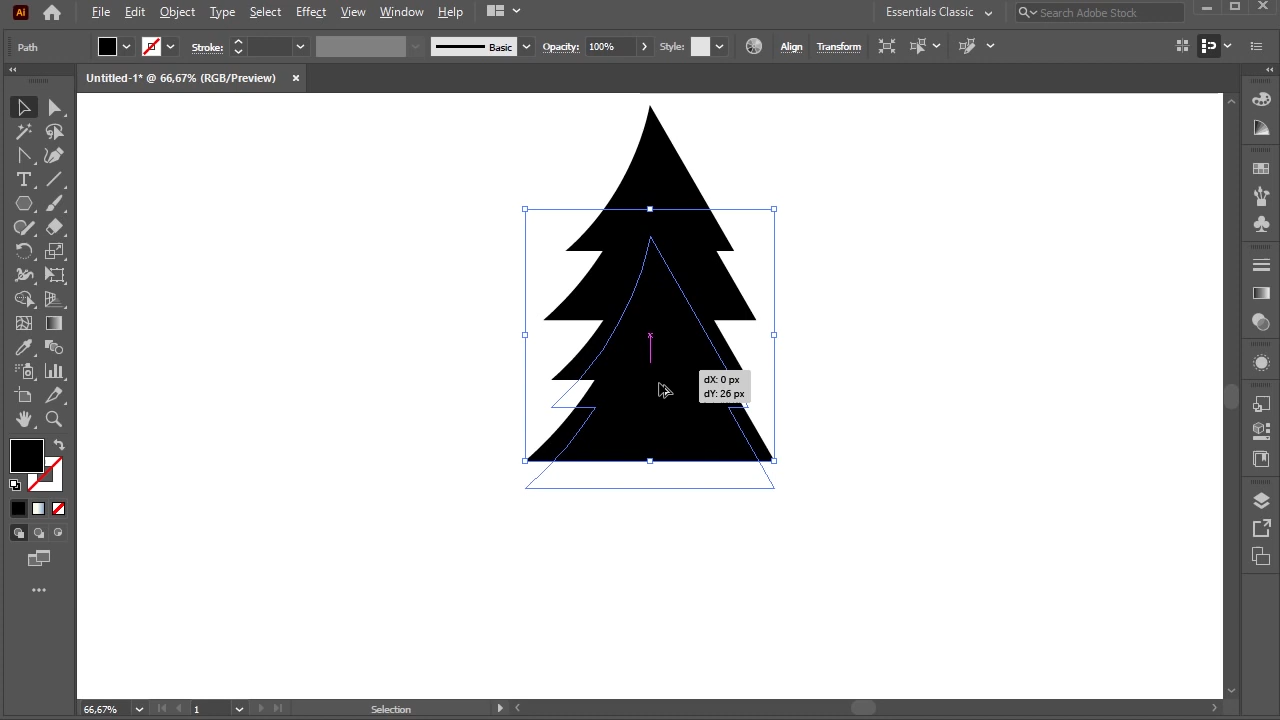 Ai File Edit Object Type Select Effect View Window Help Essentials Classic Search Adobe Stock
Path Stroke: Basic Opacity: 100% Style: Align Transform
Untitled-1* @ 66,67% (RGB/Preview) ×
dX: 0 px
dY: 26 px
66,67% 1 Selection